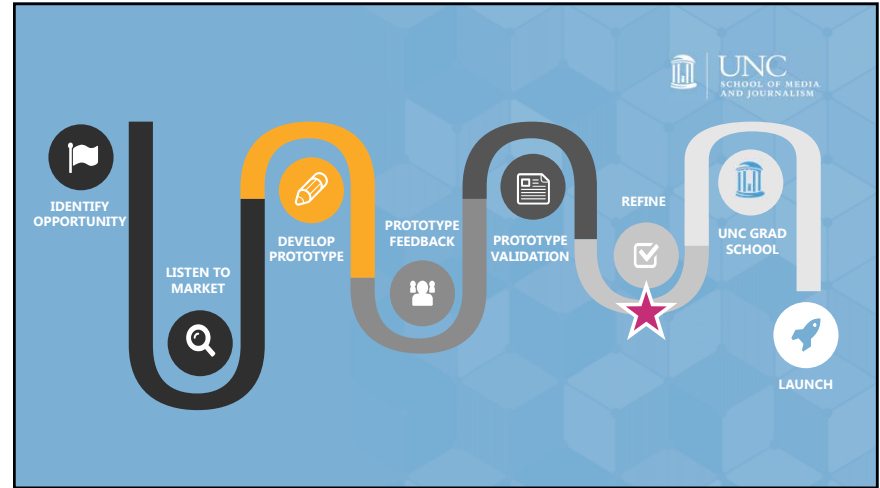 UNC
SCHOOL OF MEDIA
AND JOURNALISM
IDENTIFY
OPPORTUNITY
LISTEN TO
MARKET
DEVELOP
PROTOTYPE
PROTOTYPE
FEEDBACK
PROTOTYPE
VALIDATION
REFINE
UNC GRAD
SCHOOL
LAUNCH